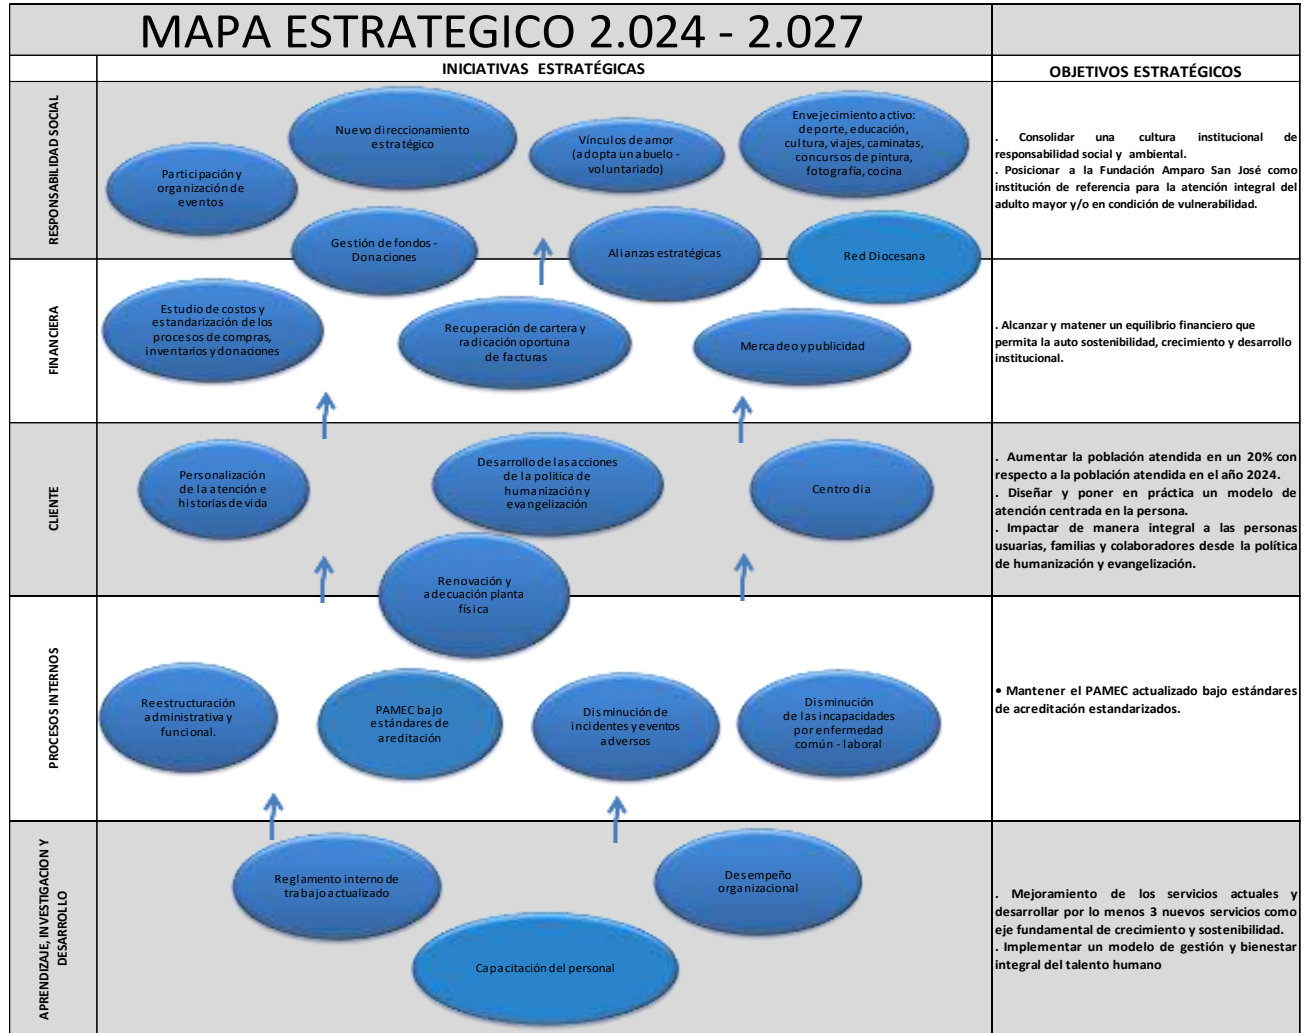 MAPA ESTRATEGICO 2.024 - 2.027
INICIATIVAS ESTRATÉGICAS
OBJETIVOS ESTRATÉGICOS
RESPONSABILIDAD SOCIAL
Participación y
organización de
eventos
Nuevo direccionamiento
estratégico
Vínculos de amor
(adopta un abuelo -
voluntariado)
Envejecimiento activo:
deporte, educación,
cultura, viajes, caminatas,
concursos de pintura,
fotografía, cocina
Gestión de fondos -
Donaciones
Alianzas estratégicas
Red Diocesana
. Consolidar una cultura institucional de
responsabilidad social y ambiental.
. Posicionar a la Fundación Amparo San José como
institución de referencia para la atención integral del
adulto mayor y/o en condición de vulnerabilidad.
FINANCIERA
Estudio de costos y
estandarización de los
procesos de compras,
inventarios y donaciones
Recuperación de cartera y
radicación oportuna
de facturas
Mercadeo y publicidad
. Alcanzar y matener un equilibrio financiero que
permita la auto sostenibilidad, crecimiento y desarrollo
institucional.
CLIENTE
Personalización
de la atención e
historias de vida
Desarrollo de las acciones
de la politica de
humanización y
evangelización
Centro dia
Renovación y
adecuación planta
física
. Aumentar la población atendida en un 20% con
respecto a la población atendida en el año 2024.
. Diseñar y poner en práctica un modelo de
atención centrada en la persona.
. Impactar de manera integral a las personas
usuarias, familias y colaboradores desde la política
de humanización y evangelización.
PROCESOS INTERNOS
Reestructuración
administrativa y
funcional.
PAMEC bajo
estándares de
areditación
Disminución de
incidentes y eventos
adversos
Disminución
de las incapacidades
por enfermedad
común - laboral
• Mantener el PAMEC actualizado bajo estándares
de acreditación estandarizados.
APRENDIZAJE, INVESTIGACION Y
DESARROLLO
Reglamento interno de
trabajo actualizado
Desempeño
organizacional
Capacitación del personal
. Mejoramiento de los servicios actuales y
desarrollar por lo menos 3 nuevos servicios como
eje fundamental de crecimiento y sostenibilidad.
. Implementar un modelo de gestión y bienestar
integral del talento humano